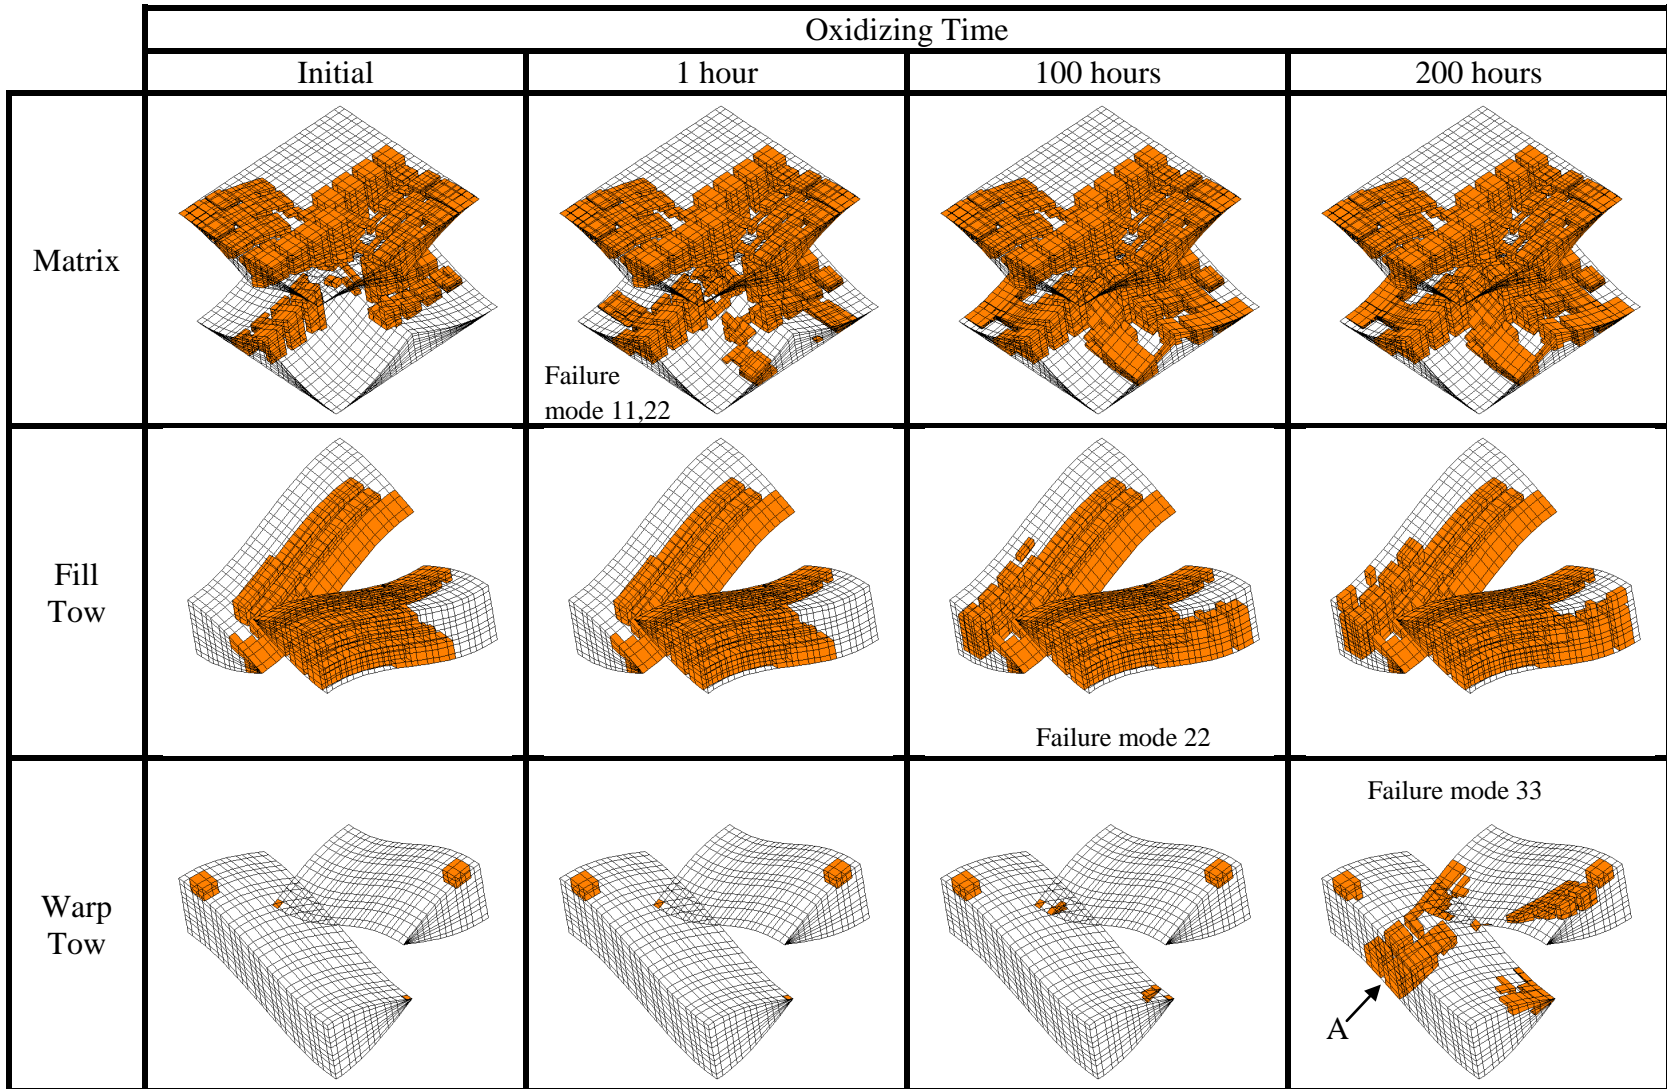 Oxidizing Time
Initial
1 hour
100 hours
200 hours
Matrix
Failure
mode 11,22
Fill
Tow
Failure mode 22
Warp
Tow
Failure mode 33
A